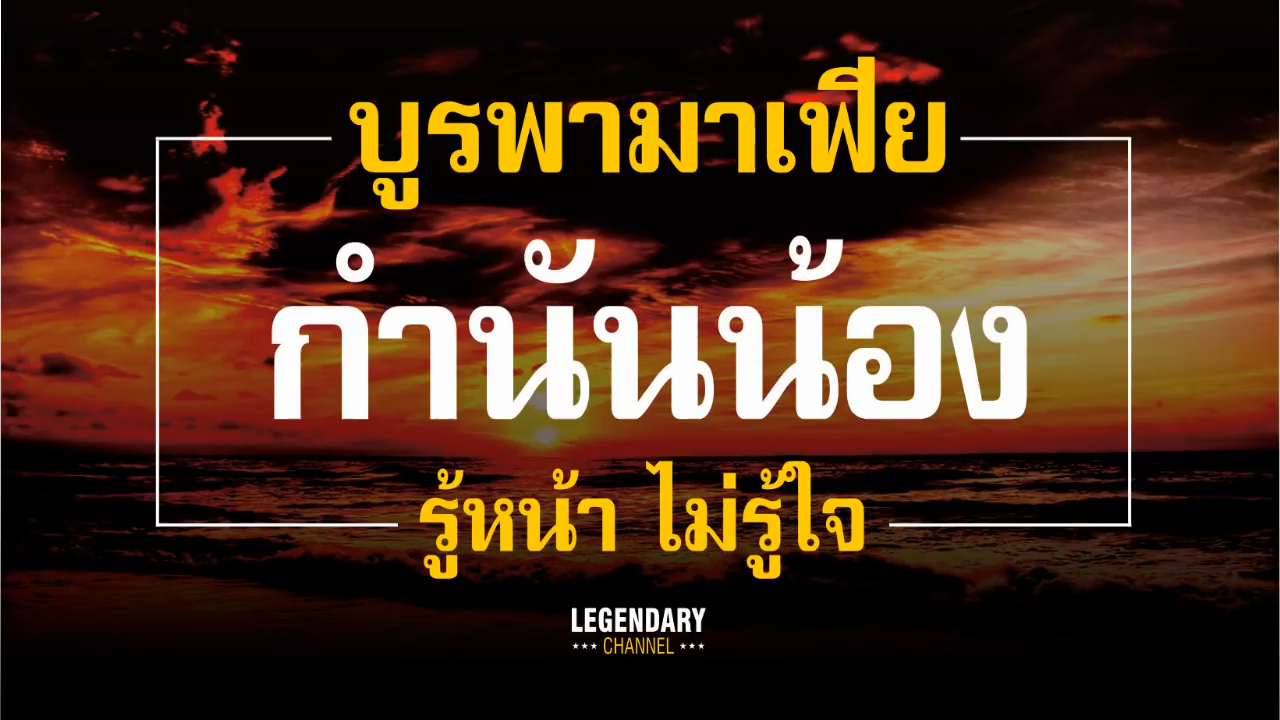 บูรพามาเฟีย
กำนันน้อง
รู้หน้า ไม่รู้ใจ
LEGENDARY
*** CHANNEL ***